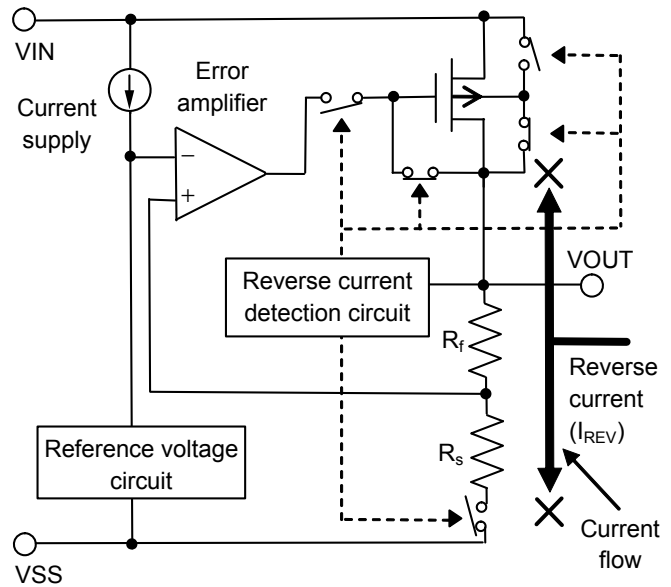 VIN
Current
supply
Error
amplifier
−
+
Reverse current
detection circuit
VOUT
Rf
Reverse
current
(IREV)
Reference voltage
circuit
Rs
VSS
Current
flow